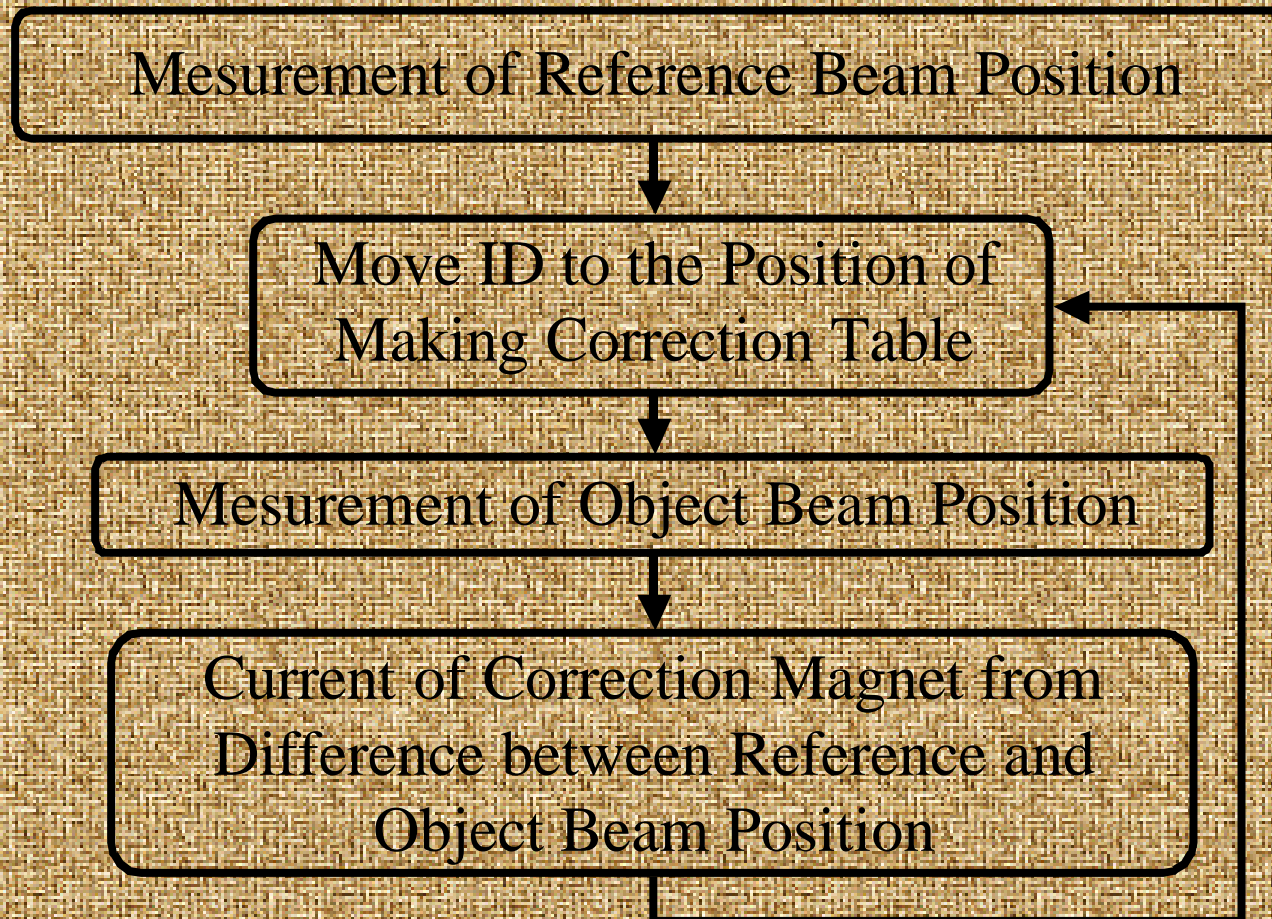 Mesurement of Reference Beam Position
Move ID to the Position of
Making Correction Table
Mesurement of Object Beam Position
Current of Correction Magnet from
Difference between Reference and
Object Beam Position